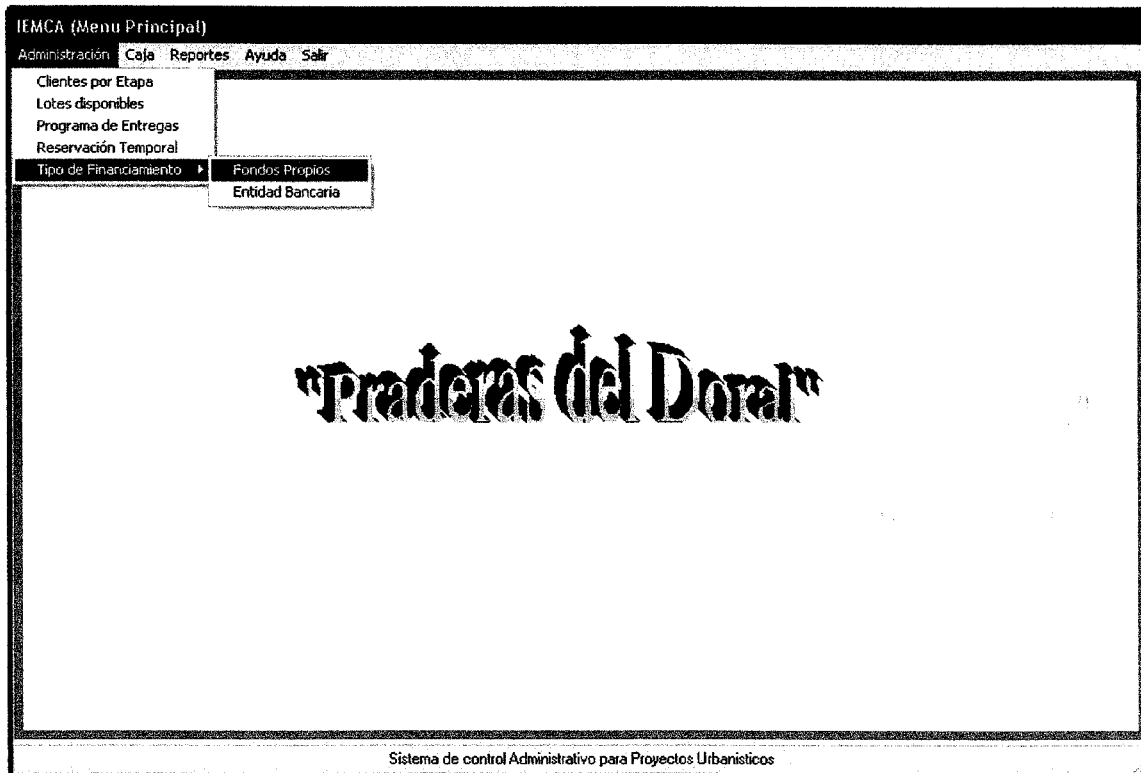 IEMCA (Menu Principal)
Administración Caja Reportes Ayuda Salir
Clientes por Etapa
Lotes disponibles
Programa de Entregas
Reservación Temporal
Tipo de Financiamiento
Fondos Propios
Entidad Bancaria
"Praderas del Doral"
Sistema de control Administrativo para Proyectos Urbanisticos